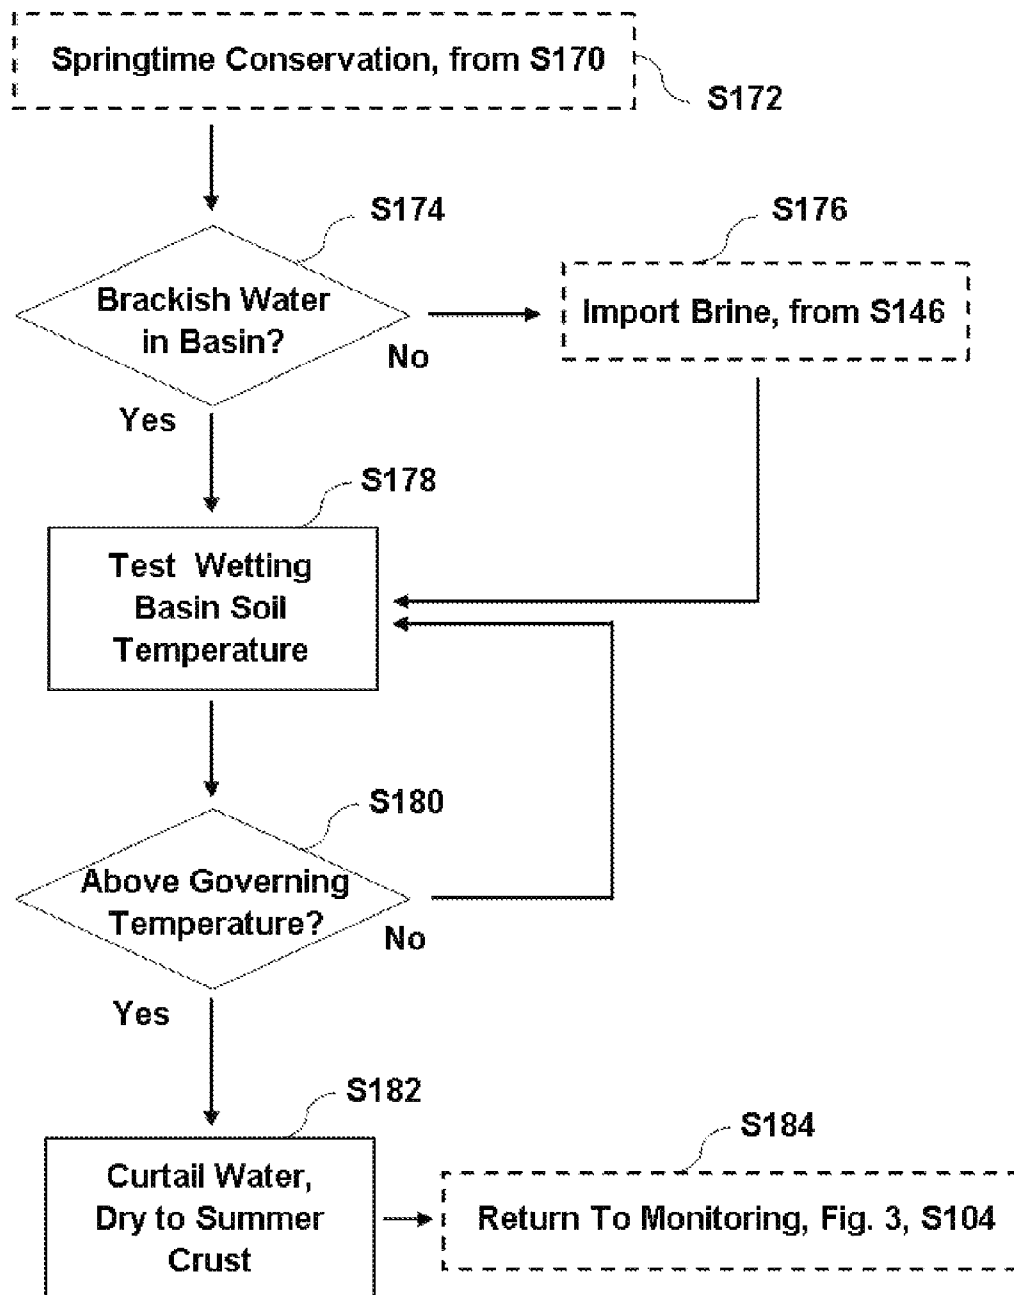 Springtime Conservation, from S170
S172
S174
Brackish Water
in Basin?
No
Yes
S176
Import Brine, from S146
S178
Test Wetting
Basin Soil
Temperature
S180
Above Governing
Temperature?
No
Yes
S182
Curtail Water,
Dry to Summer
Crust
S184
Return To Monitoring, Fig. 3, S104